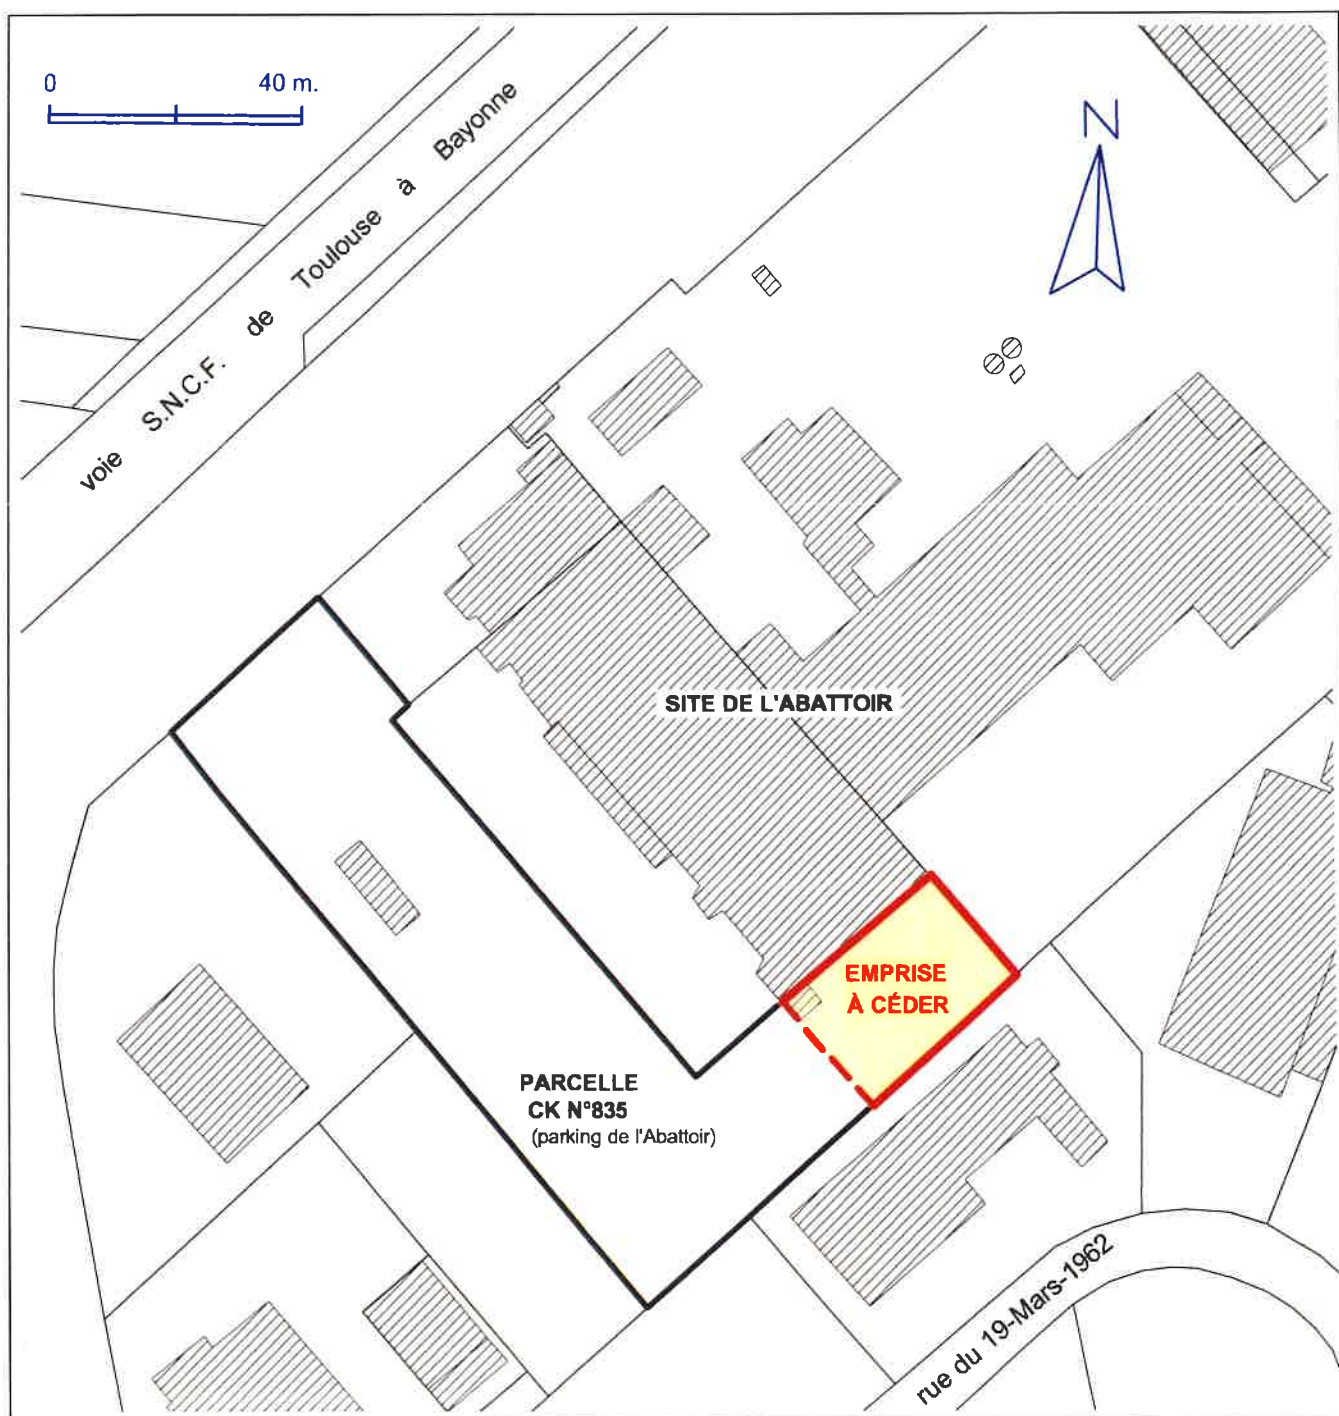 0 40 m.
N
voie S.N.C.F. de Toulouse à Bayonne
SITE DE L'ABATTOIR
EMPRISE
À CÉDER
PARCELLE
CK N°835
(parking de l'Abattoir)
rue du 19-Mars-1962